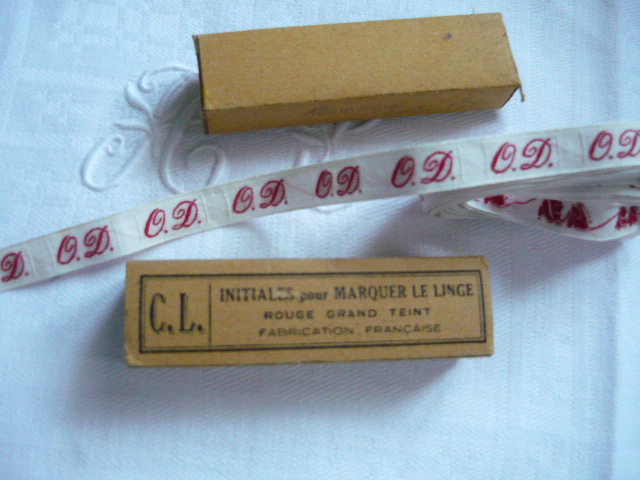 D. O.D. O.D. O.D. O.D. O.D. O.D. O.D.
C. L.
INITIALES pour MARQUER LE LINGE
ROUGE GRAND TEINT
FABRICATION FRANÇAISE